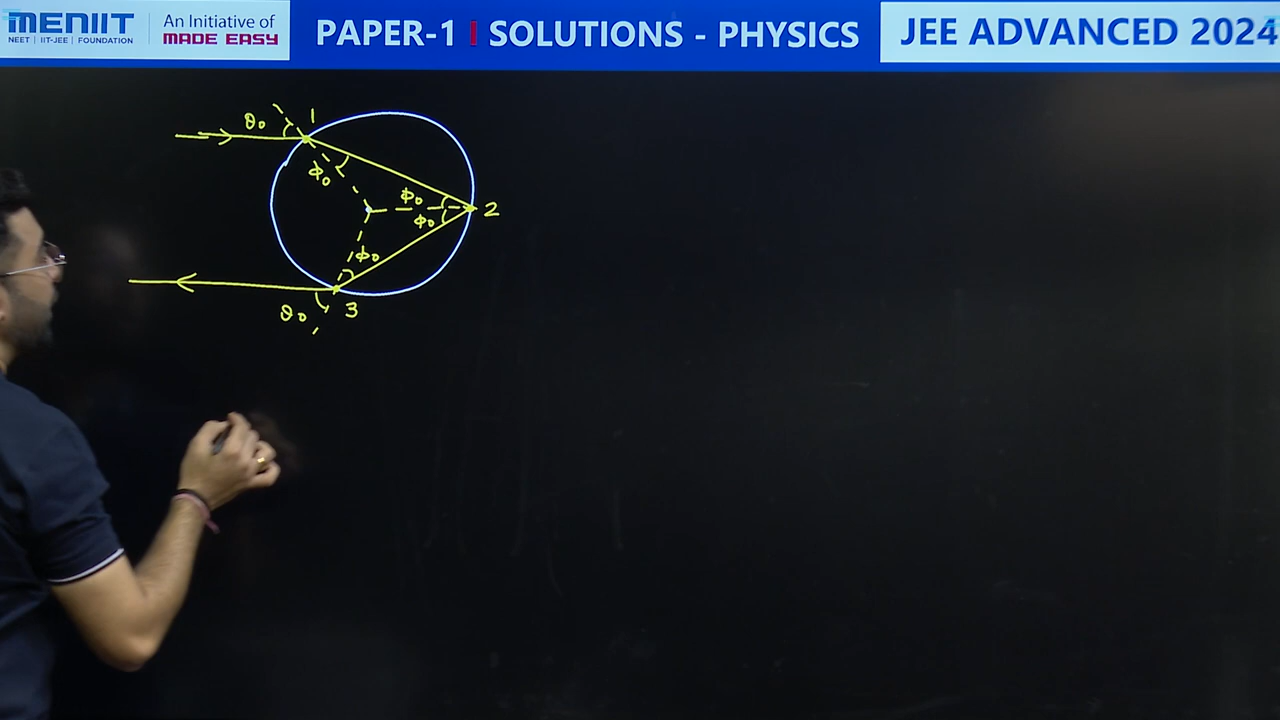 MENIIT
NEET | IIT-JEE | FOUNDATION
An Initiative of
MADE EASY
PAPER-1 | SOLUTIONS - PHYSICS
JEE ADVANCED 2024
θ₀
1
ϕ₀
ϕ₀
2
ϕ₀
ϕ₀
θ₀
3